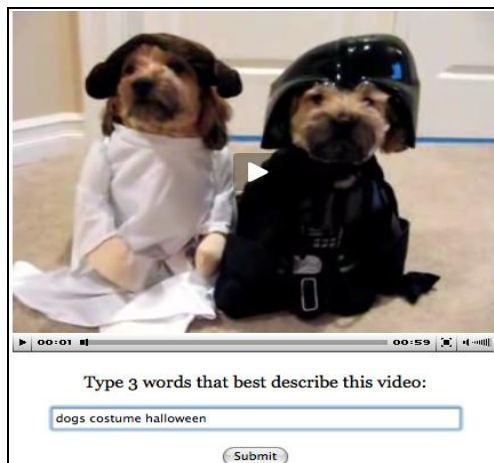 00:01 00:59
Type 3 words that best describe this video:
dogs costume halloween
Submit